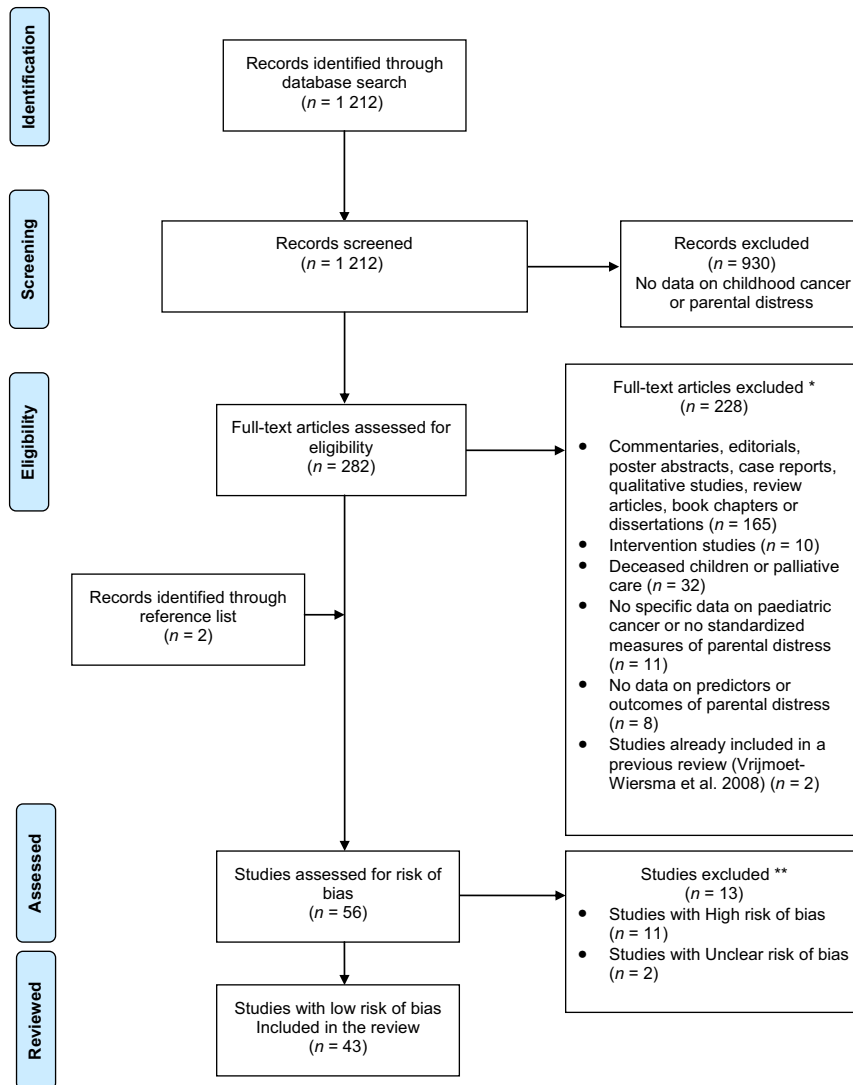 Identification
Records identified through
database search
(n = 1 212)
Screening
Records screened
(n = 1 212)
Records excluded
(n = 930)
No data on childhood cancer
or parental distress
Eligibility
Full-text articles assessed for
eligibility
(n = 282)
Full-text articles excluded *
(n = 228)
• Commentaries, editorials,
poster abstracts, case reports,
qualitative studies, review
articles, book chapters or
dissertations (n = 165)
• Intervention studies (n = 10)
• Deceased children or palliative
care (n = 32)
• No specific data on paediatric
cancer or no standardized
measures of parental distress
(n = 11)
• No data on predictors or
outcomes of parental distress
(n = 8)
• Studies already included in a
previous review (Vrijmoet-
Wiersma et al. 2008) (n = 2)
Records identified through
reference list
(n = 2)
Assessed
Studies assessed for risk of
bias
(n = 56)
Studies excluded **
(n = 13)
• Studies with High risk of bias
(n = 11)
• Studies with Unclear risk of bias
(n = 2)
Reviewed
Studies with low risk of bias
Included in the review
(n = 43)